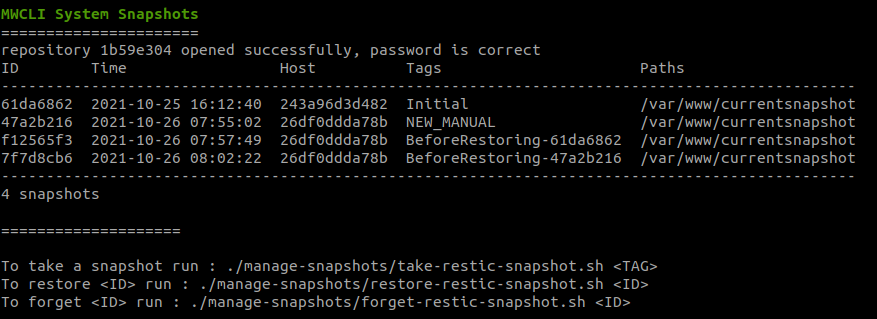 MWCLI System Snapshots
======================
repository 1b59e304 opened successfully, password is correct
ID        Time                 Host          Tags                      Paths
-----------------------------------------------------------------------------------------------
61da6862  2021-10-25 16:12:40  243a96d3d482  Initial                   /var/www/currentsnapshot
47a2b216  2021-10-26 07:55:02  26df0ddda78b  NEW_MANUAL                /var/www/currentsnapshot
f12565f3  2021-10-26 07:57:49  26df0ddda78b  BeforeRestoring-61da6862  /var/www/currentsnapshot
7f7d8cb6  2021-10-26 08:02:22  26df0ddda78b  BeforeRestoring-47a2b216  /var/www/currentsnapshot
-----------------------------------------------------------------------------------------------
4 snapshots
====================
To take a snapshot run : ./manage-snapshots/take-restic-snapshot.sh <TAG>
To restore <ID> run : ./manage-snapshots/restore-restic-snapshot.sh <ID>
To forget <ID> run : ./manage-snapshots/forget-restic-snapshot.sh <ID>